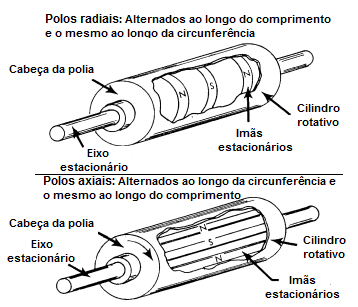 Polos radiais: Alternados ao longo do comprimento
e o mesmo ao longo da circunferência
Cabeça da polia
N
S
N
Cilindro
rotativo
Imãs
estacionários
Eixo
estacionário
Polos axiais: Alternados ao longo da circunferência e
o mesmo ao longo do comprimento
Cabeça da polia
Eixo
estacionário
N
S
N
Cilindro
rotativo
Imãs
estacionários